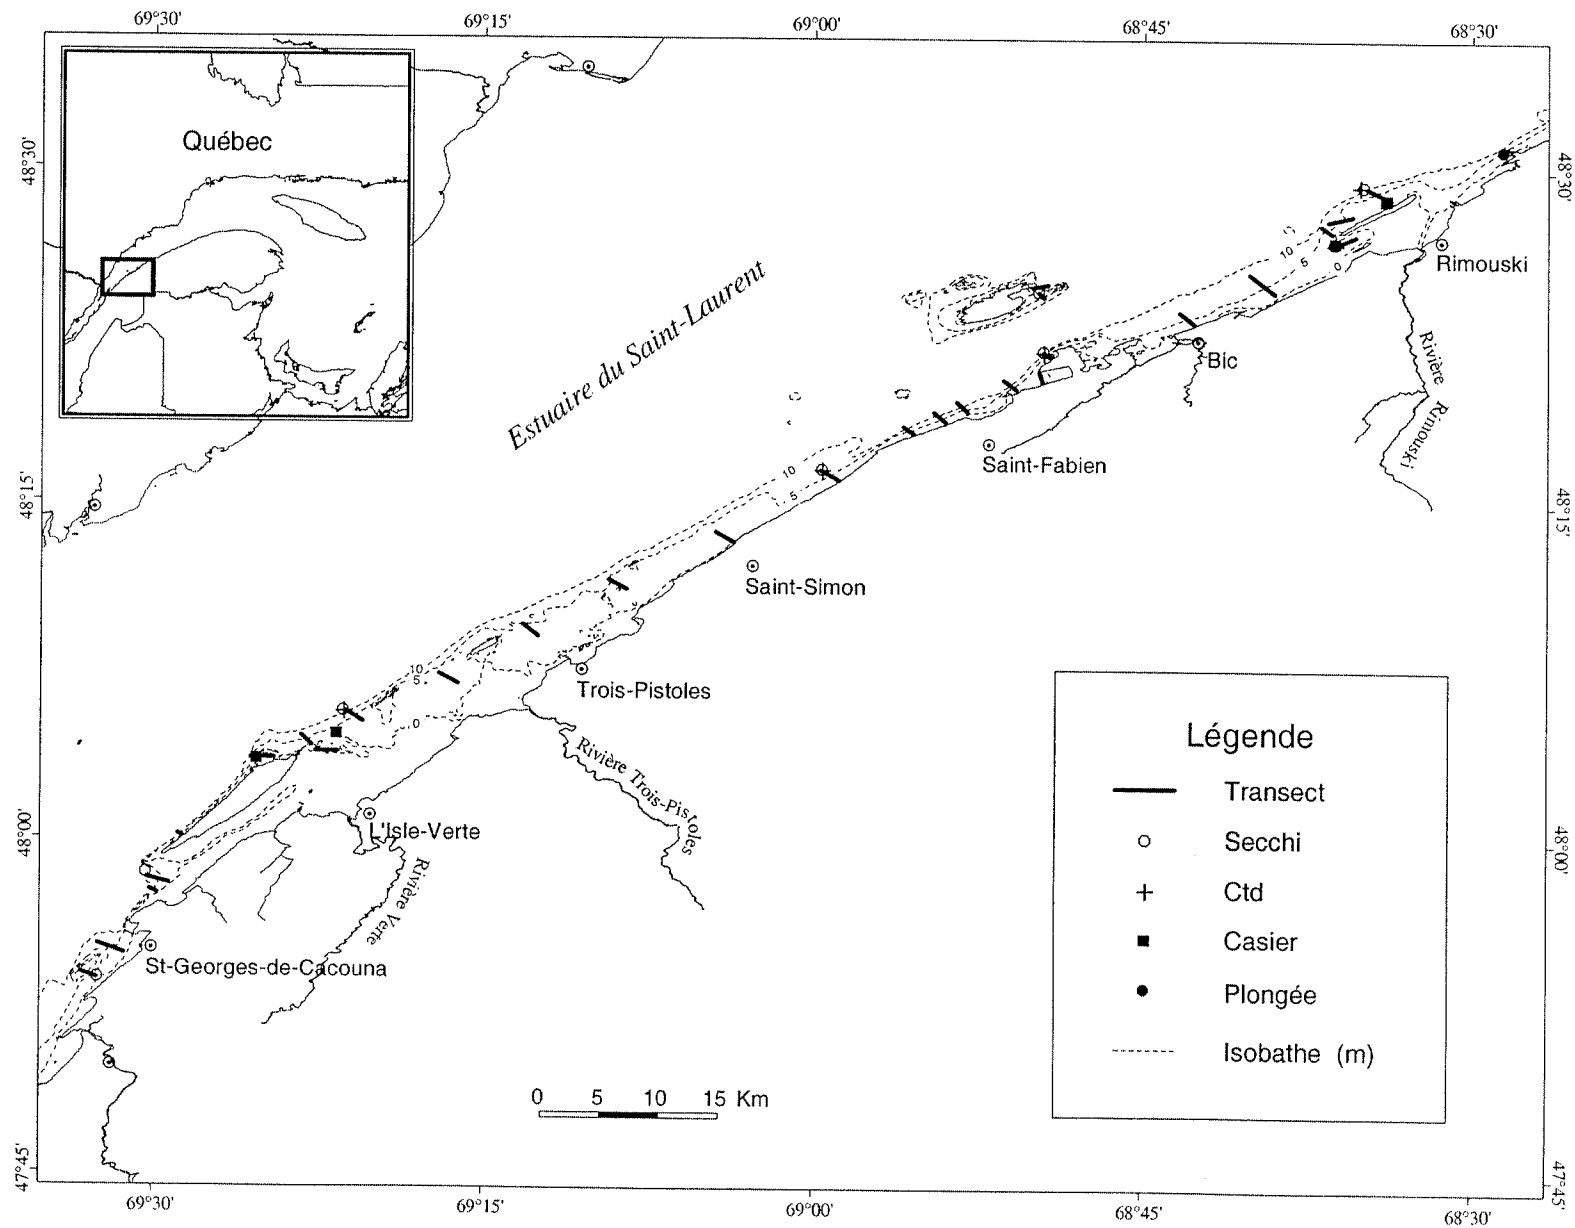 69°30' 69°15' 69°00' 68°45' 68°30'
Québec
48°30'
48°30'
Estuaire du Saint-Laurent
10
5
0
Rimouski
Bic
Rivière Rimouski
Saint-Fabien
10
5
48°15'
48°15'
Saint-Simon
Trois-Pistoles
10
5
0
Rivière Trois-Pistoles
L'Isle-Verte
Rivière Verte
48°00'
48°00'
St-Georges-de-Cacouna
Légende
Transect
Secchi
Ctd
Casier
Plongée
Isobathe (m)
0 5 10 15 Km
47°45'
47°45'
69°30' 69°15' 69°00' 68°45' 68°30'